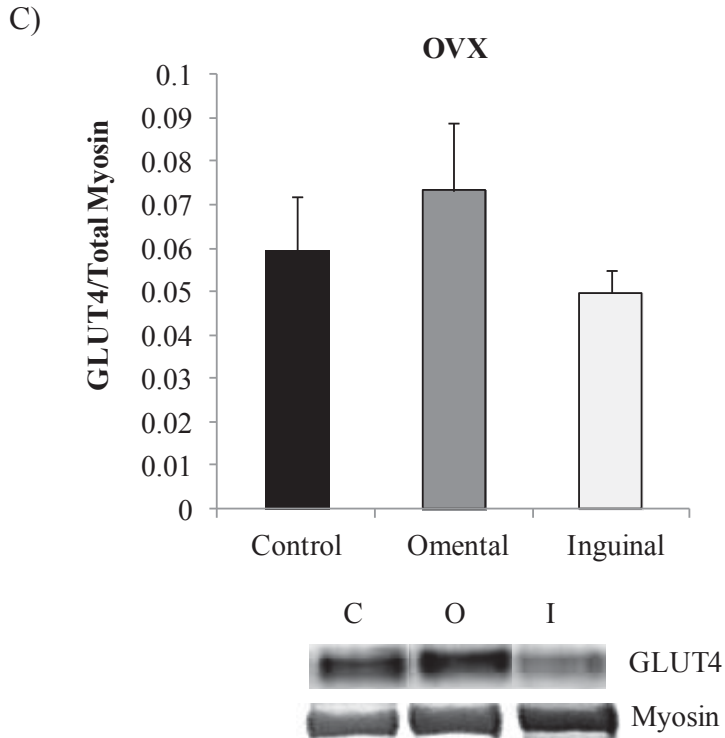 C)
OVX
GLUT4/Total Myosin
0.1
0.09
0.08
0.07
0.06
0.05
0.04
0.03
0.02
0.01
0
Control Omental Inguinal
C O I
GLUT4
Myosin